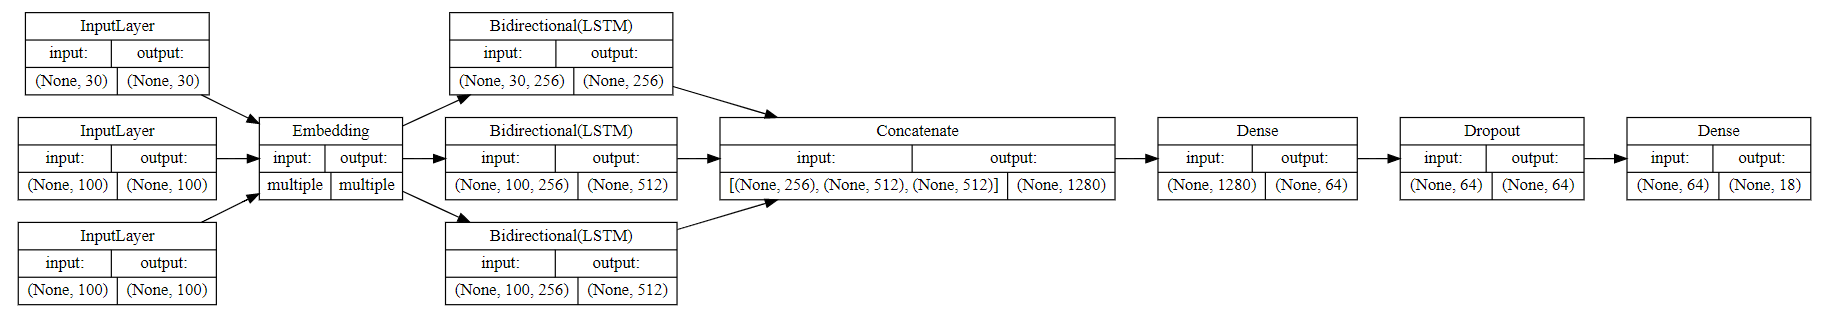 InputLayer
input: output:
(None, 30) (None, 30)
InputLayer
input: output:
(None, 100) (None, 100)
InputLayer
input: output:
(None, 100) (None, 100)
Embedding
input: output:
multiple multiple
Bidirectional(LSTM)
input: output:
(None, 30, 256) (None, 256)
Bidirectional(LSTM)
input: output:
(None, 100, 256) (None, 512)
Bidirectional(LSTM)
input: output:
(None, 100, 256) (None, 512)
Concatenate
input: output:
[(None, 256), (None, 512), (None, 512)] (None, 1280)
Dense
input: output:
(None, 1280) (None, 64)
Dropout
input: output:
(None, 64) (None, 64)
Dense
input: output:
(None, 64) (None, 18)